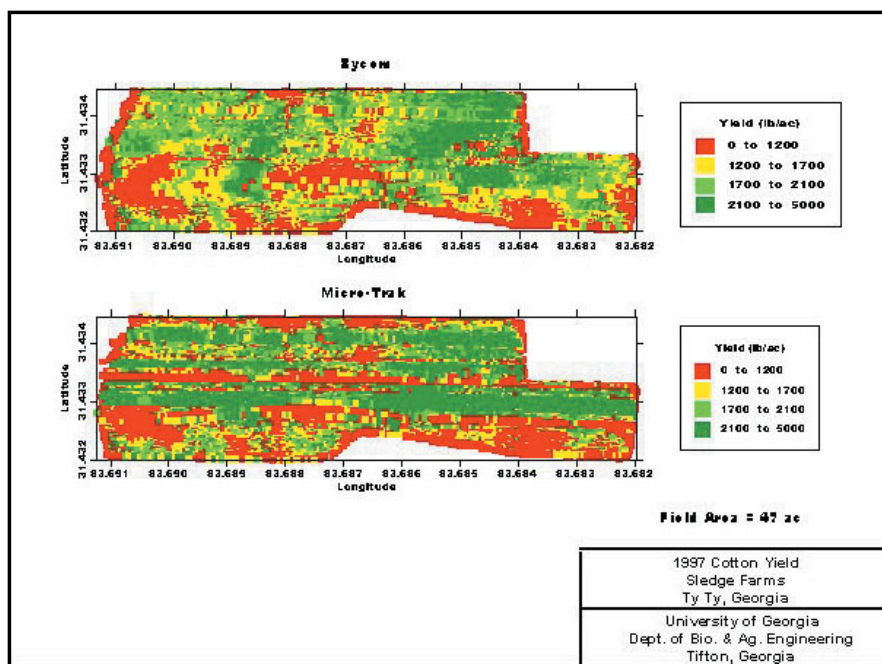 Zycom
Latitude
31.434
31.433
31.432
83.691 83.690 83.689 83.688 83.687 83.686 83.685 83.684 83.683 83.682
Longitude
Yield (lb/ac)
0 to 1200
1200 to 1700
1700 to 2100
2100 to 5000
Micro-Trak
Latitude
31.434
31.433
31.432
83.691 83.690 83.689 83.688 83.687 83.686 83.685 83.684 83.683 83.682
Longitude
Yield (lb/ac)
0 to 1200
1200 to 1700
1700 to 2100
2100 to 5000
Field Area = 47 ac
1997 Cotton Yield
Sledge Farms
Ty Ty, Georgia
University of Georgia
Dept. of Bio. & Ag. Engineering
Tifton, Georgia